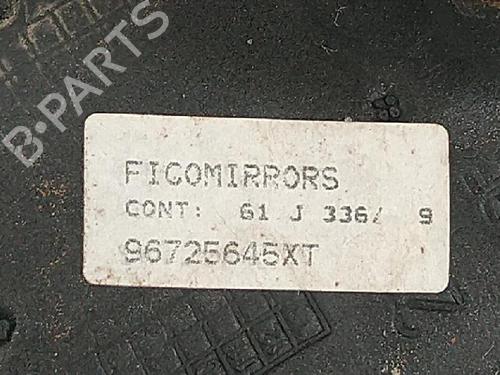 B-PARTS
FICOMIRRORS
CONT: 61 J 336/ 9
96725645XT